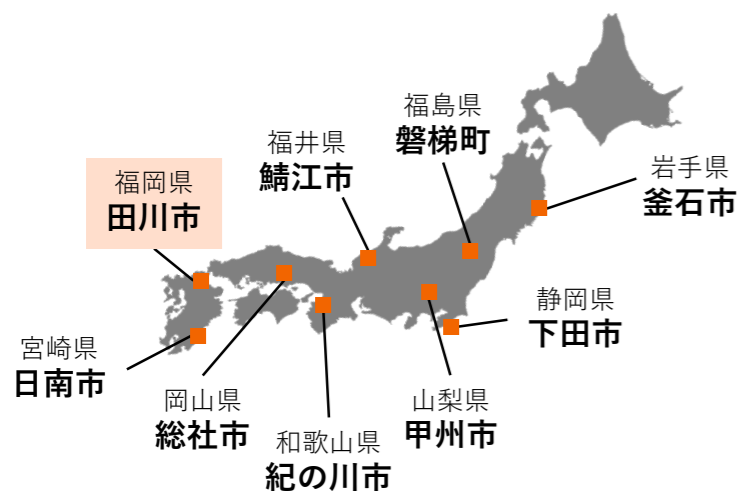 福島県
磐梯町
福井県
鯖江市
岩手県
釜石市
福岡県
田川市
静岡県
下田市
宮崎県
日南市
岡山県
総社市
山梨県
甲州市
和歌山県
紀の川市